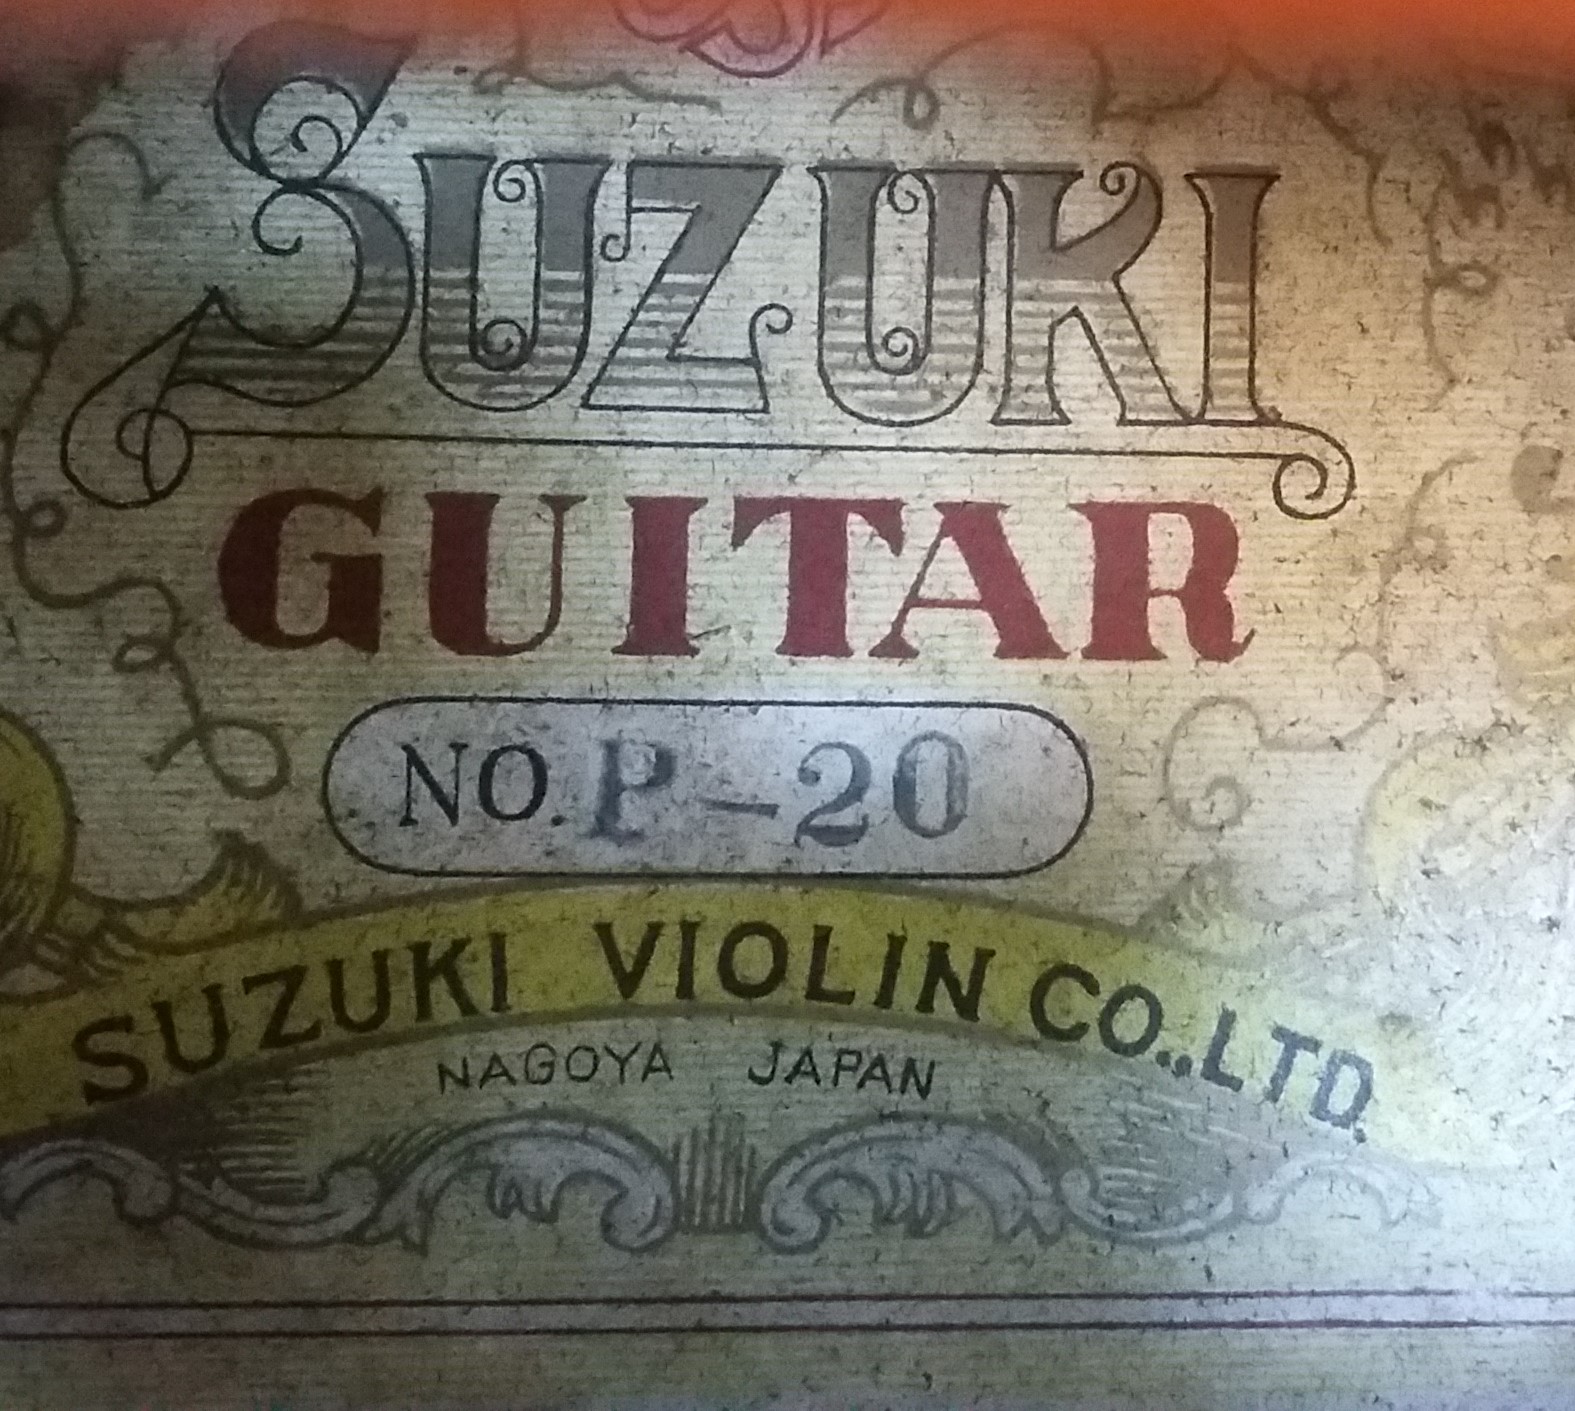 SUZUKI
GUITAR
NO. P-20
SUZUKI VIOLIN CO.,LTD.
NAGOYA JAPAN